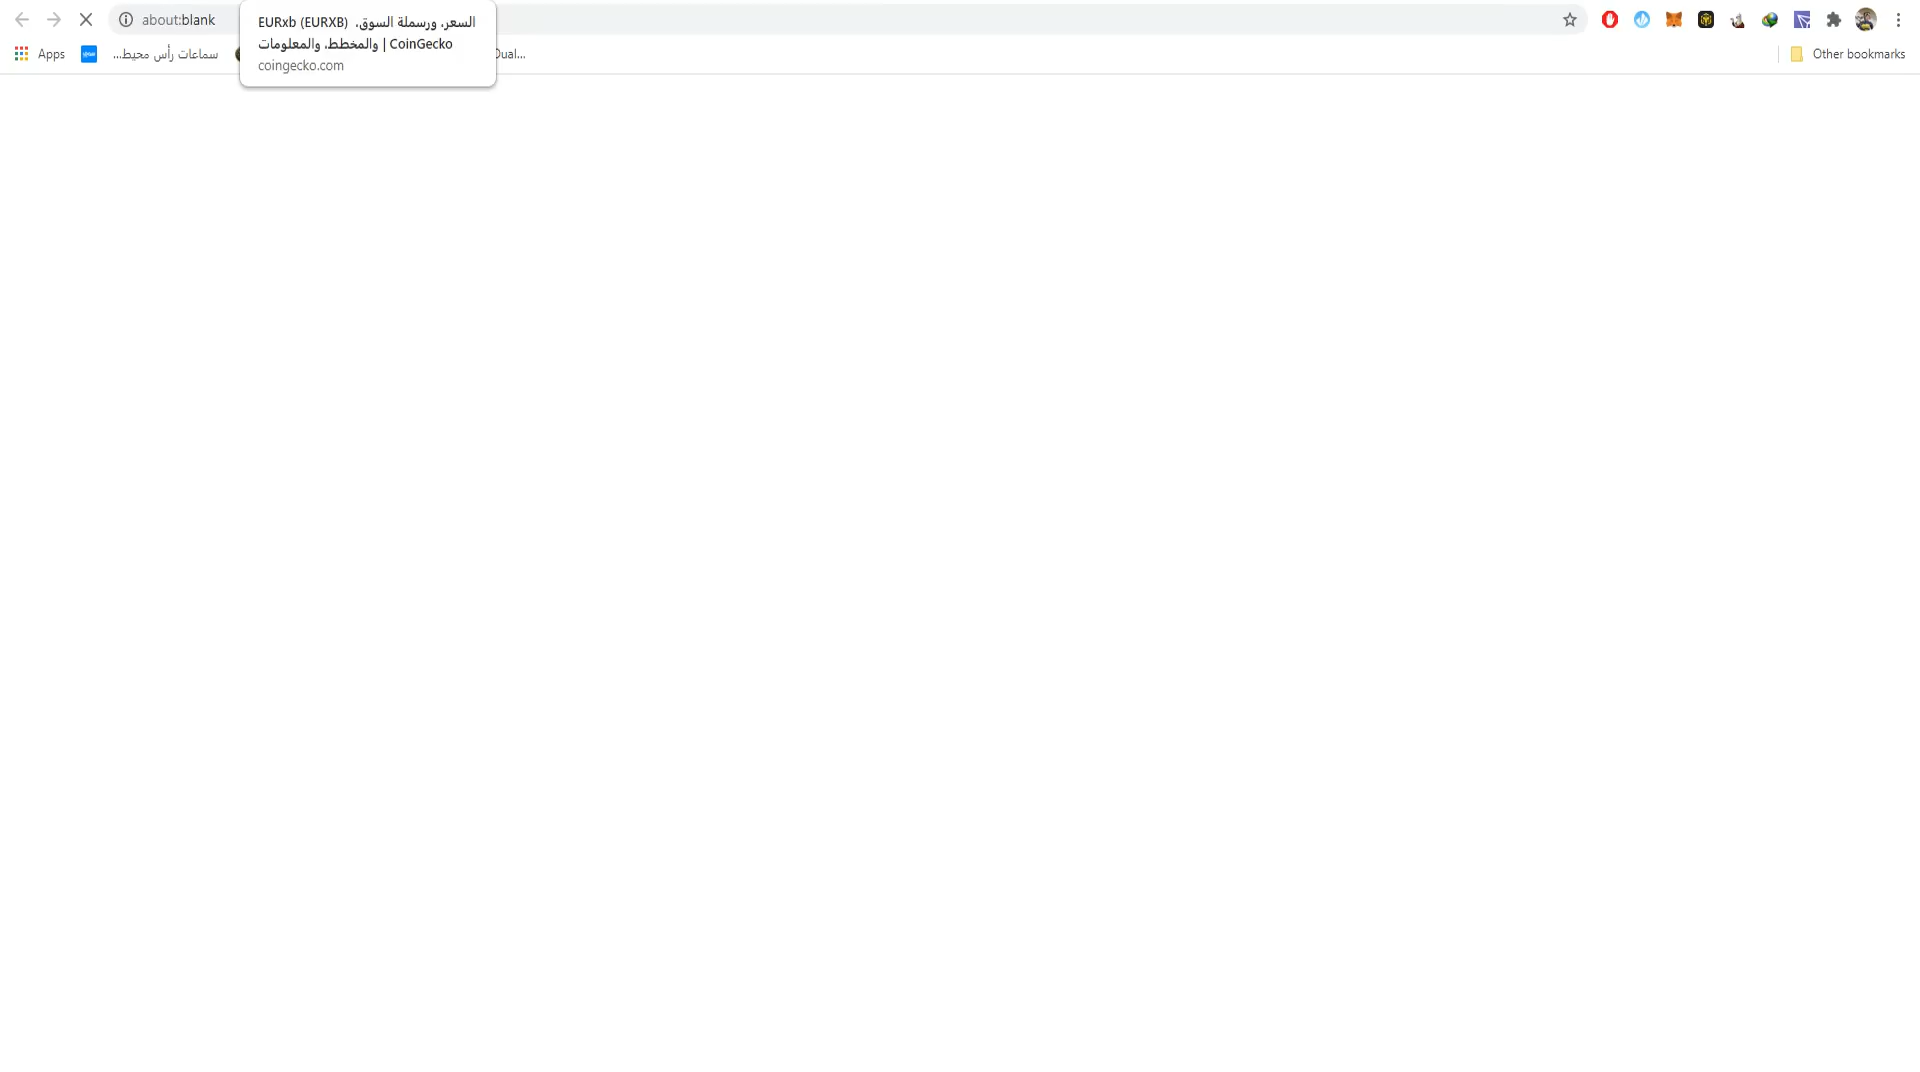 about:blank
EURxb (EURXB) السعر، ورسملة السوق،
والمخطط، والمعلومات | CoinGecko
coingecko.com
Apps
سماعات رأس محيط...
Dual...
Other bookmarks